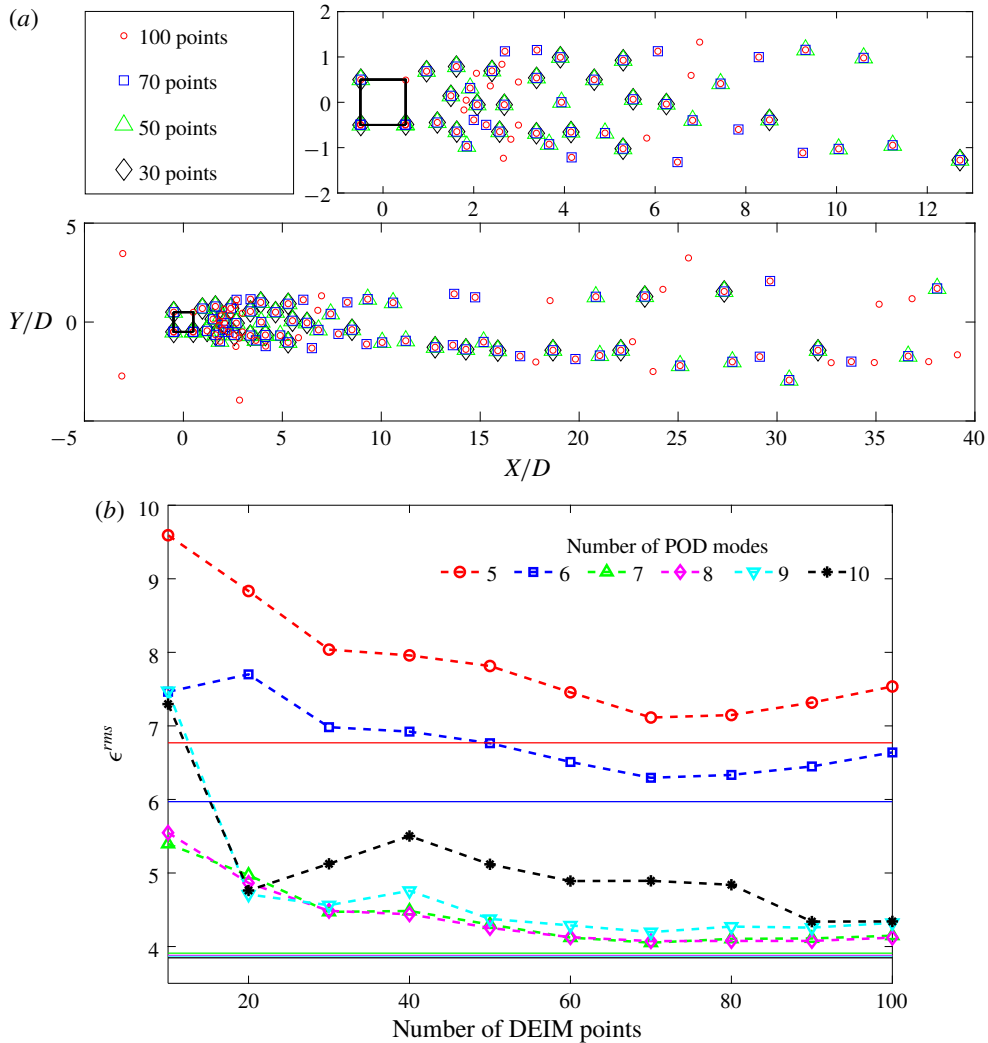 (a)
100 points
70 points
50 points
30 points
2
1
0
−1
−2
0 2 4 6 8 10 12
5
Y/D 0
−5
0 5 10 15 20 25 30 35 40
X/D
(b)
10
9
8
7
6
5
4
ϵ^rms
Number of POD modes
5 6 7 8 9 10
20 40 60 80 100
Number of DEIM points